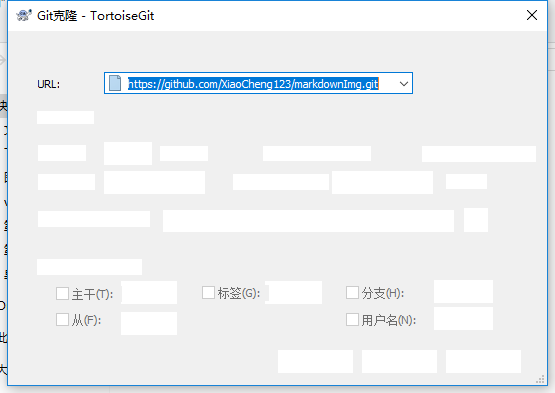 Git克隆 - TortoiseGit
URL: https://github.com/XiaoCheng123/markdownImg.git
主干(T): 标签(G): 分支(H):
从(F): 用户名(N):